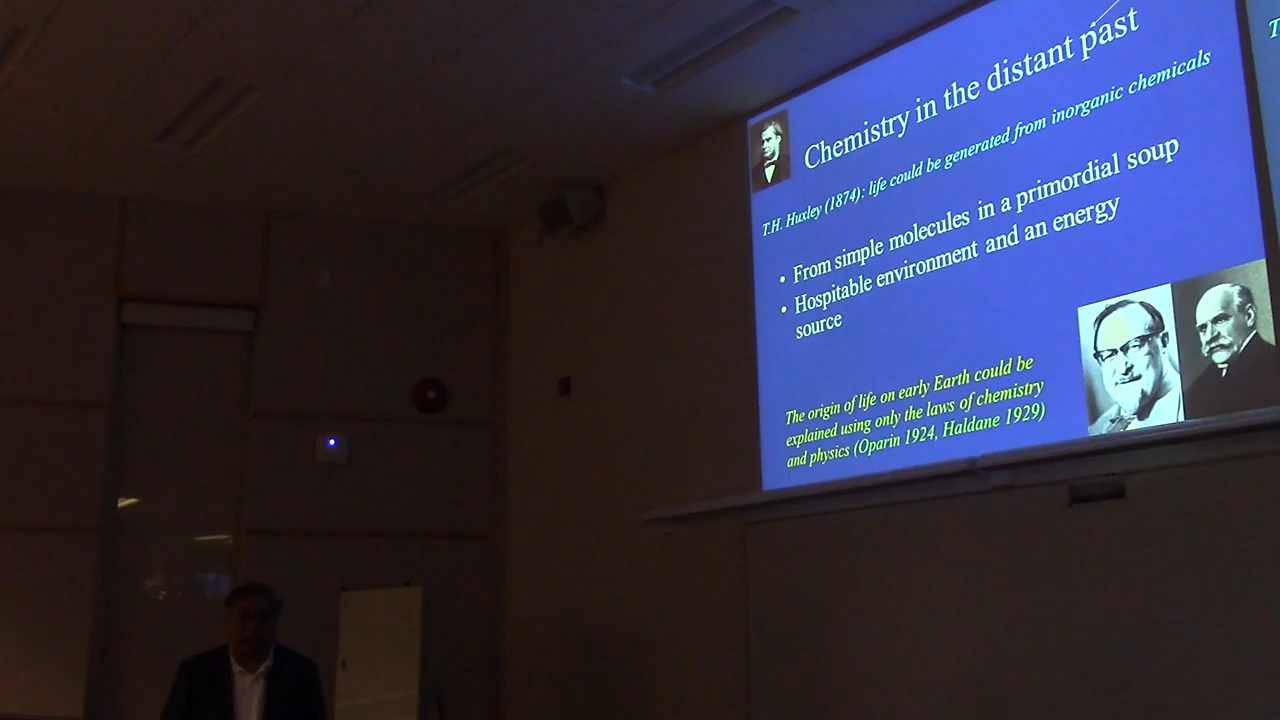 Chemistry in the distant past
T.H. Huxley (1874): life could be generated from inorganic chemicals
• From simple molecules in a primordial soup
• Hospitable environment and an energy
source
The origin of life on early Earth could be
explained using only the laws of chemistry
and physics (Oparin 1924, Haldane 1929)
T